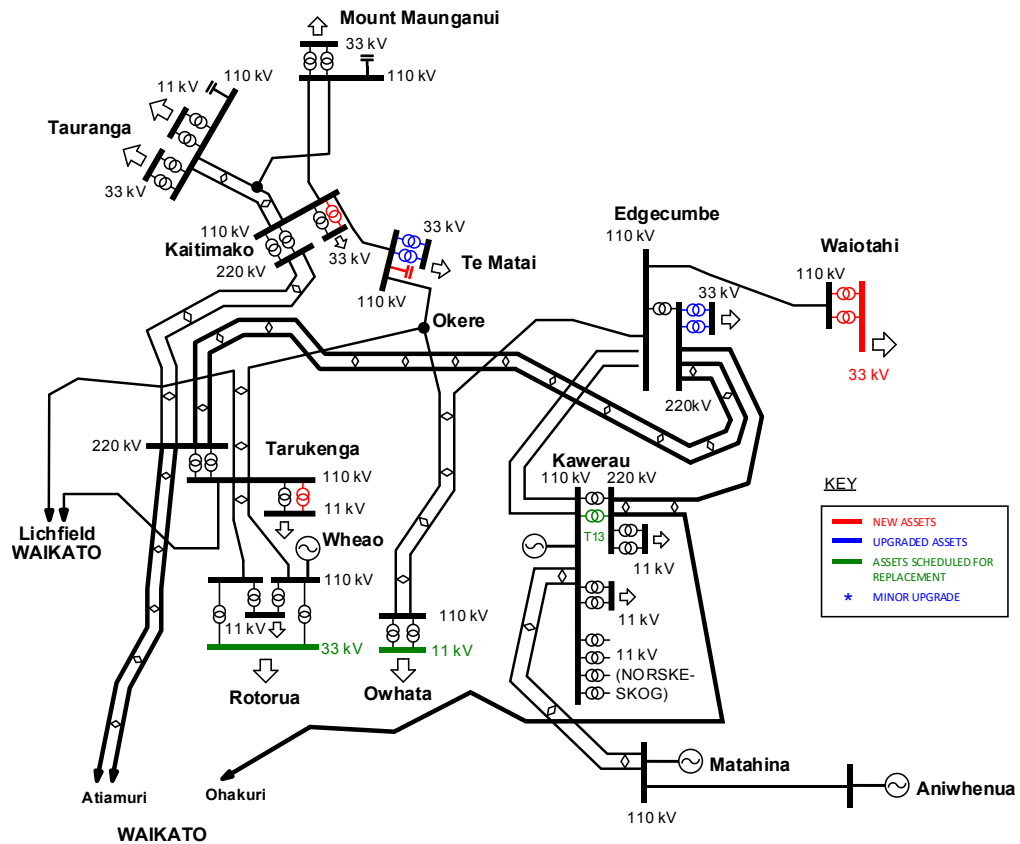 Mount Maunganui
33 kV
110 kV
110 kV
11 kV
Tauranga
33 kV
110 kV
Kaitimako
220 kV
33 kV
33 kV
Te Matai
110 kV
Okere
Edgecumbe
110 kV
33 kV
220kV
Waiotahi
110 kV
33 kV
220 kV
Tarukenga
110 kV
11 kV
Lichfield
WAIKATO
Wheao
110 kV
11 kV
33 kV
Rotorua
110 kV
11 kV
Owhata
Kawerau
110 kV
220 kV
T13
11 kV
11 kV
11 kV
(NORSKE-
SKOG)
KEY
NEW ASSETS
UPGRADED ASSETS
ASSETS SCHEDULED FOR
REPLACEMENT
* MINOR UPGRADE
Matahina
Aniwhenua
110 kV
Atiamuri
Ohakuri
WAIKATO